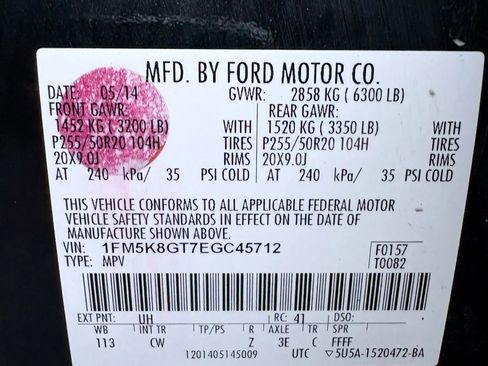 MFD. BY FORD MOTOR CO.
DATE: 05/14 GVWR: 2858 KG ( 6300 LB)
FRONT GAWR: REAR GAWR:
1452 KG ( 3200 LB) WITH 1520 KG ( 3350 LB) WITH
P255/50R20 104H TIRES P255/50R20 104H TIRES
20X9.0J RIMS 20X9.0J RIMS
AT 240 kPa/ 35 PSI COLD AT 240 kPa/ 35 PSI COLD
THIS VEHICLE CONFORMS TO ALL APPLICABLE FEDERAL MOTOR
VEHICLE SAFETY STANDARDS IN EFFECT ON THE DATE OF
MANUFACTURE SHOWN ABOVE.
VIN: 1FM5K8GT7EGC45712 F0157
TYPE: MPV T0082
EXT PNT: UH RC: 41 DSO:
WB INT TR TP/PS R AXLE TR SPR
113 CW Z 3E C FFFF
1201405145009 UTC ▽5U5A-1520472-BA